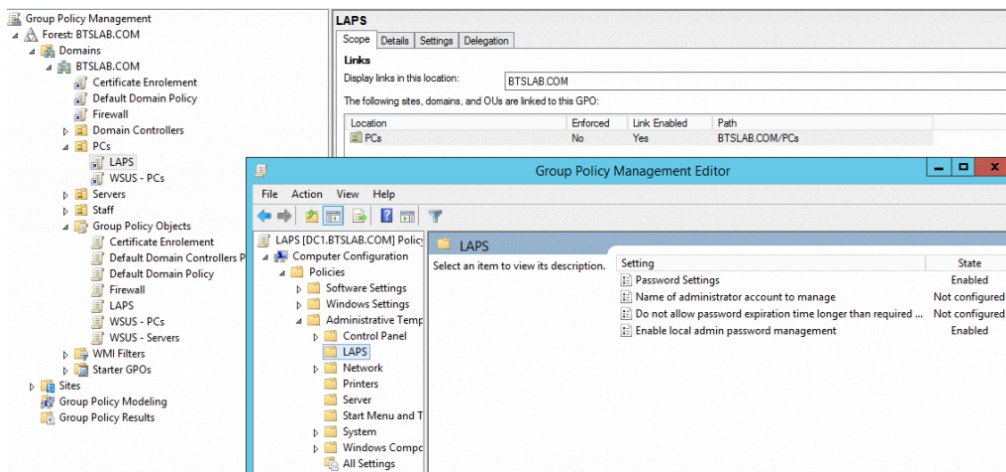 Group Policy Management
Forest: BTSLAB.COM
Domains
BTSLAB.COM
Certificate Enrolement
Default Domain Policy
Firewall
Domain Controllers
PCs
LAPS
WSUS - PCs
Servers
Staff
Group Policy Objects
Certificate Enrolement
Default Domain Controllers P
Default Domain Policy
Firewall
LAPS
WSUS - PCs
WSUS - Servers
WMI Filters
Starter GPOs
Sites
Group Policy Modeling
Group Policy Results
LAPS
Scope Details Settings Delegation
Links
Display links in this location: BTSLAB.COM
The following sites, domains, and OUs are linked to this GPO:
Location Enforced Link Enabled Path
PCs No Yes BTSLAB.COM/PCs
Group Policy Management Editor
File Action View Help
LAPS [DC1.BTSLAB.COM] Policy
Computer Configuration
Policies
Software Settings
Windows Settings
Administrative Temp
Control Panel
LAPS
Network
Printers
Server
Start Menu and T
System
Windows Compo
All Settings
LAPS
Select an item to view its description.
Setting State
Password Settings Enabled
Name of administrator account to manage Not configured
Do not allow password expiration time longer than required ... Not configured
Enable local admin password management Enabled